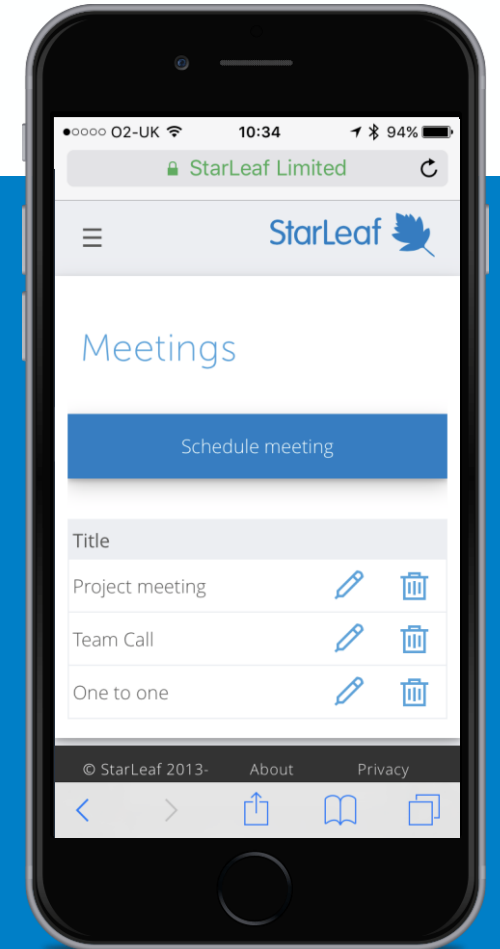 O2-UK 10:34 94%
StarLeaf Limited
StarLeaf
Meetings
Schedule meeting
Title
Project meeting
Team Call
One to one
© StarLeaf 2013- About Privacy